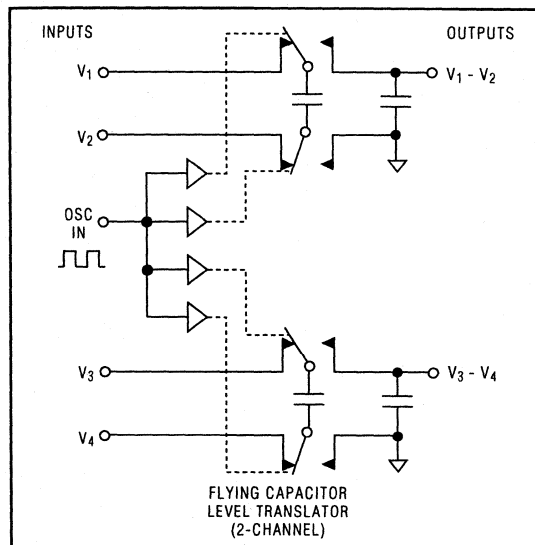 INPUTS
OUTPUTS
V1
V1 - V2
V2
OSC
IN
V3
V3 - V4
V4
FLYING CAPACITOR
LEVEL TRANSLATOR
(2-CHANNEL)